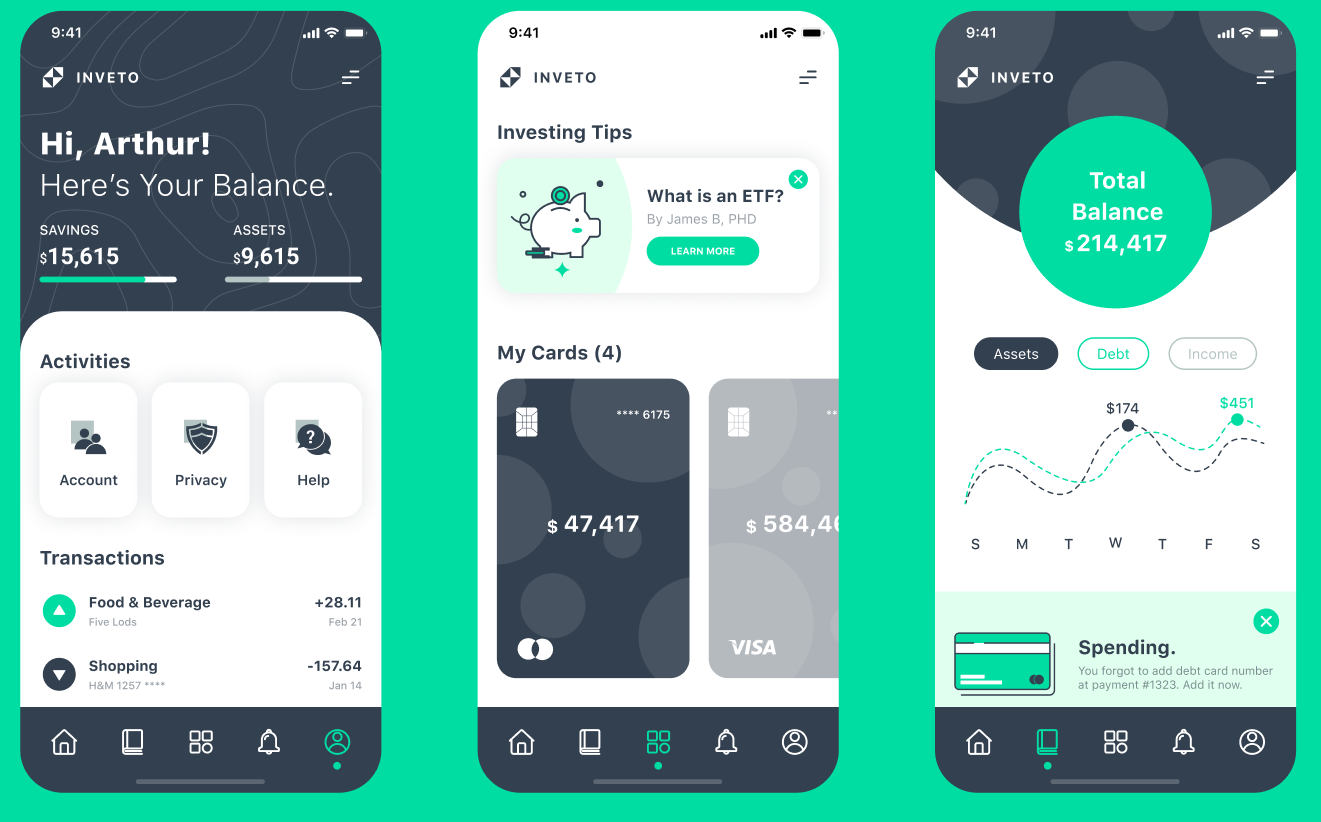 9:41
INVETO
Hi, Arthur!
Here's Your Balance.
SAVINGS ASSETS
$15,615 $9,615
Activities
Account Privacy Help
Transactions
Food & Beverage +28.11
Five Lods Feb 21
Shopping -157.64
H&M 1257 **** Jan 14
9:41
INVETO
Investing Tips
What is an ETF?
By James B, PHD
LEARN MORE
My Cards (4)
**** 6175 **
$ 47,417 $ 584,46
VISA
9:41
INVETO
Total
Balance
$ 214,417
Assets Debt Income
$174 $451
S M T W T F S
Spending.
You forgot to add debt card number
at payment #1323. Add it now.